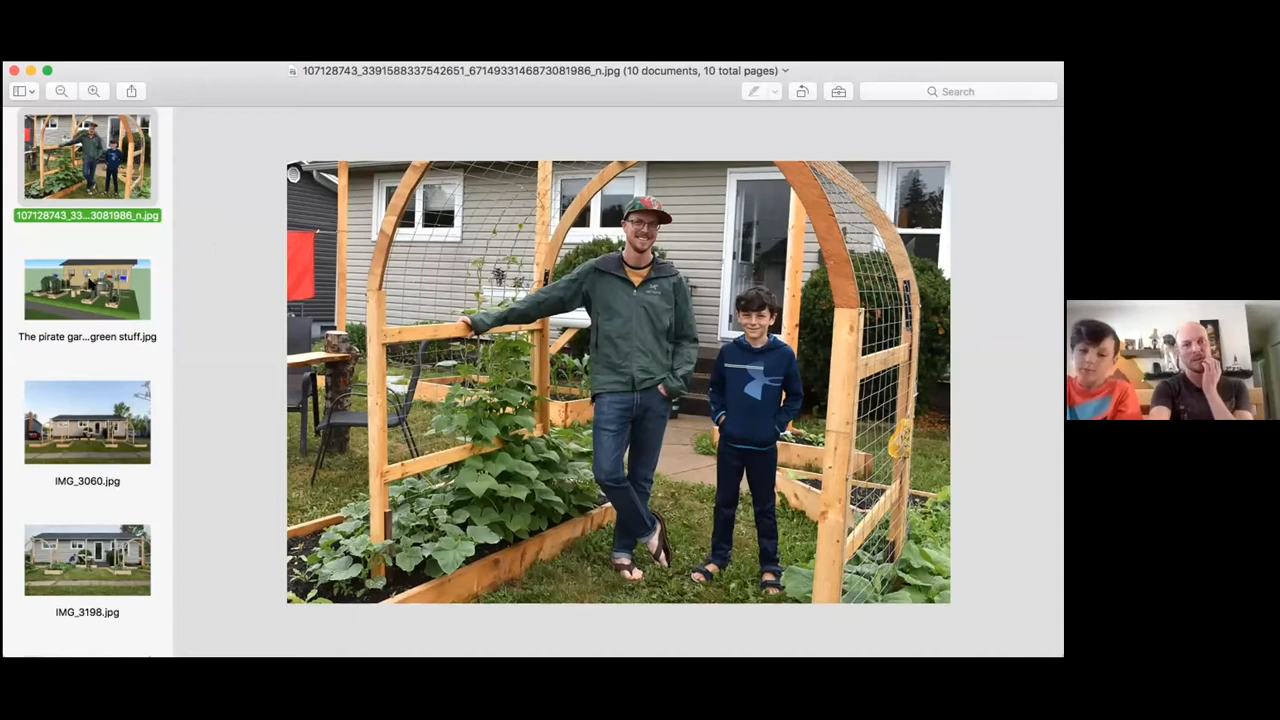 107128743_3391588337542651_6714933146873081986_n.jpg (10 documents, 10 total pages)
Search
107128743_33...3081986_n.jpg
The pirate gar...green stuff.jpg
IMG_3060.jpg
IMG_3198.jpg